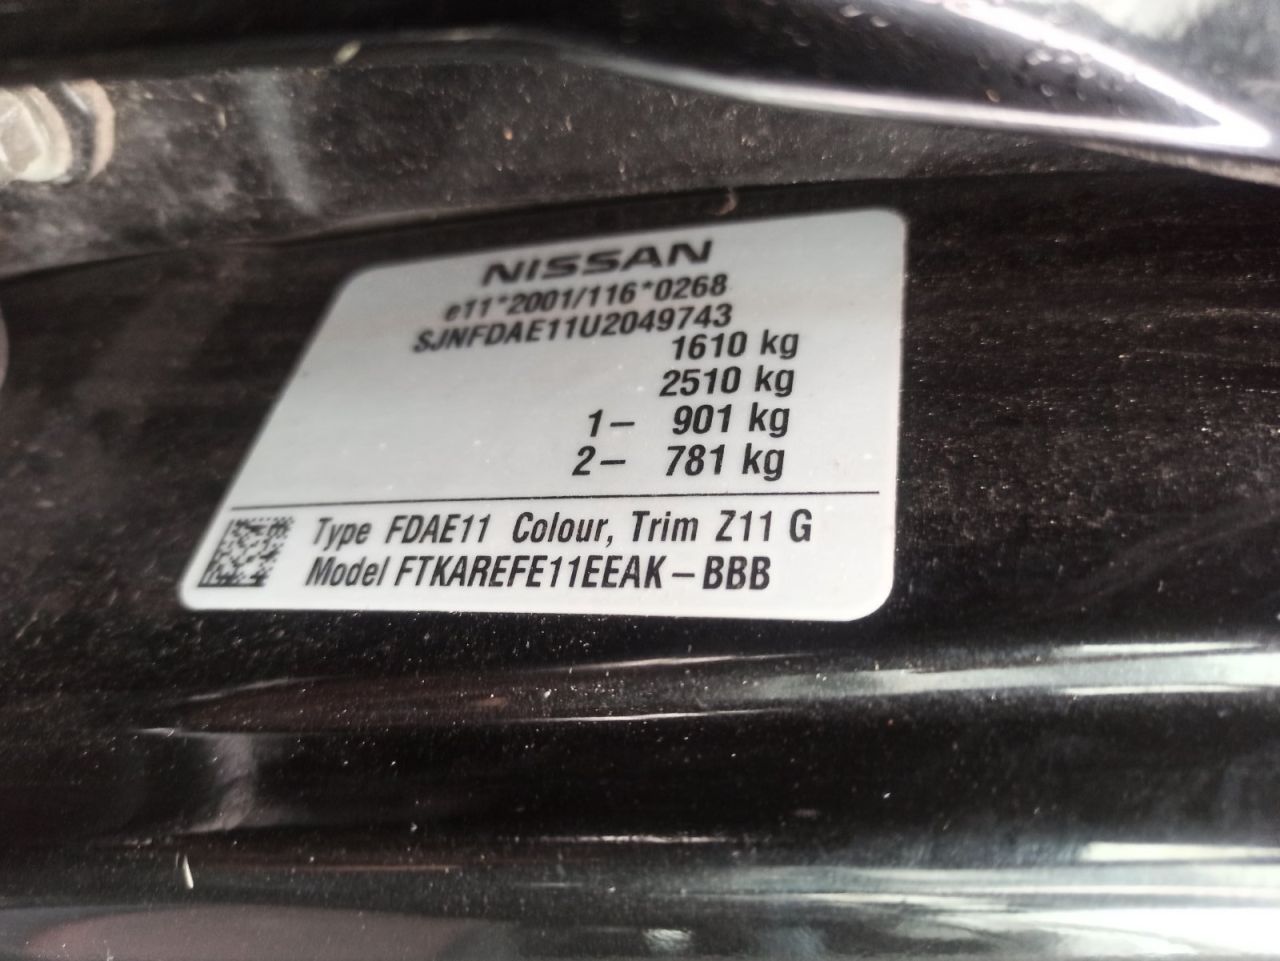 NISSAN
e11*2001/116*0268
SJNFDAE11U2049743
1610 kg
2510 kg
1– 901 kg
2– 781 kg
Type FDAE11 Colour, Trim Z11 G
Model FTKAREFE11EEAK – BBB